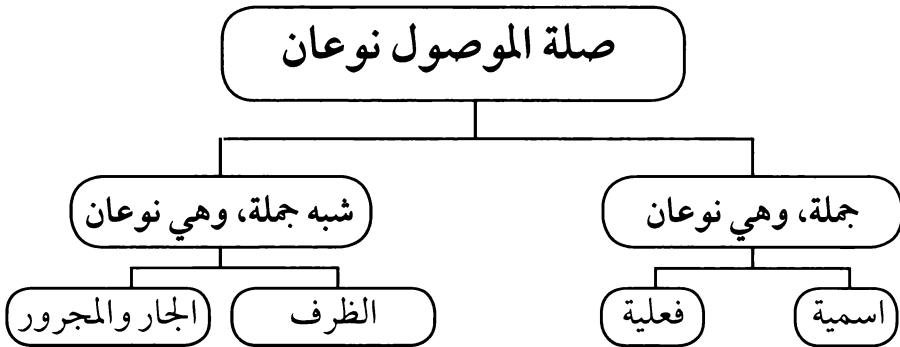 صلة الموصول نوعان
جملة، وهي نوعان
شبه جملة، وهي نوعان
اسمية
فعلية
الظرف
الجار والمجرور